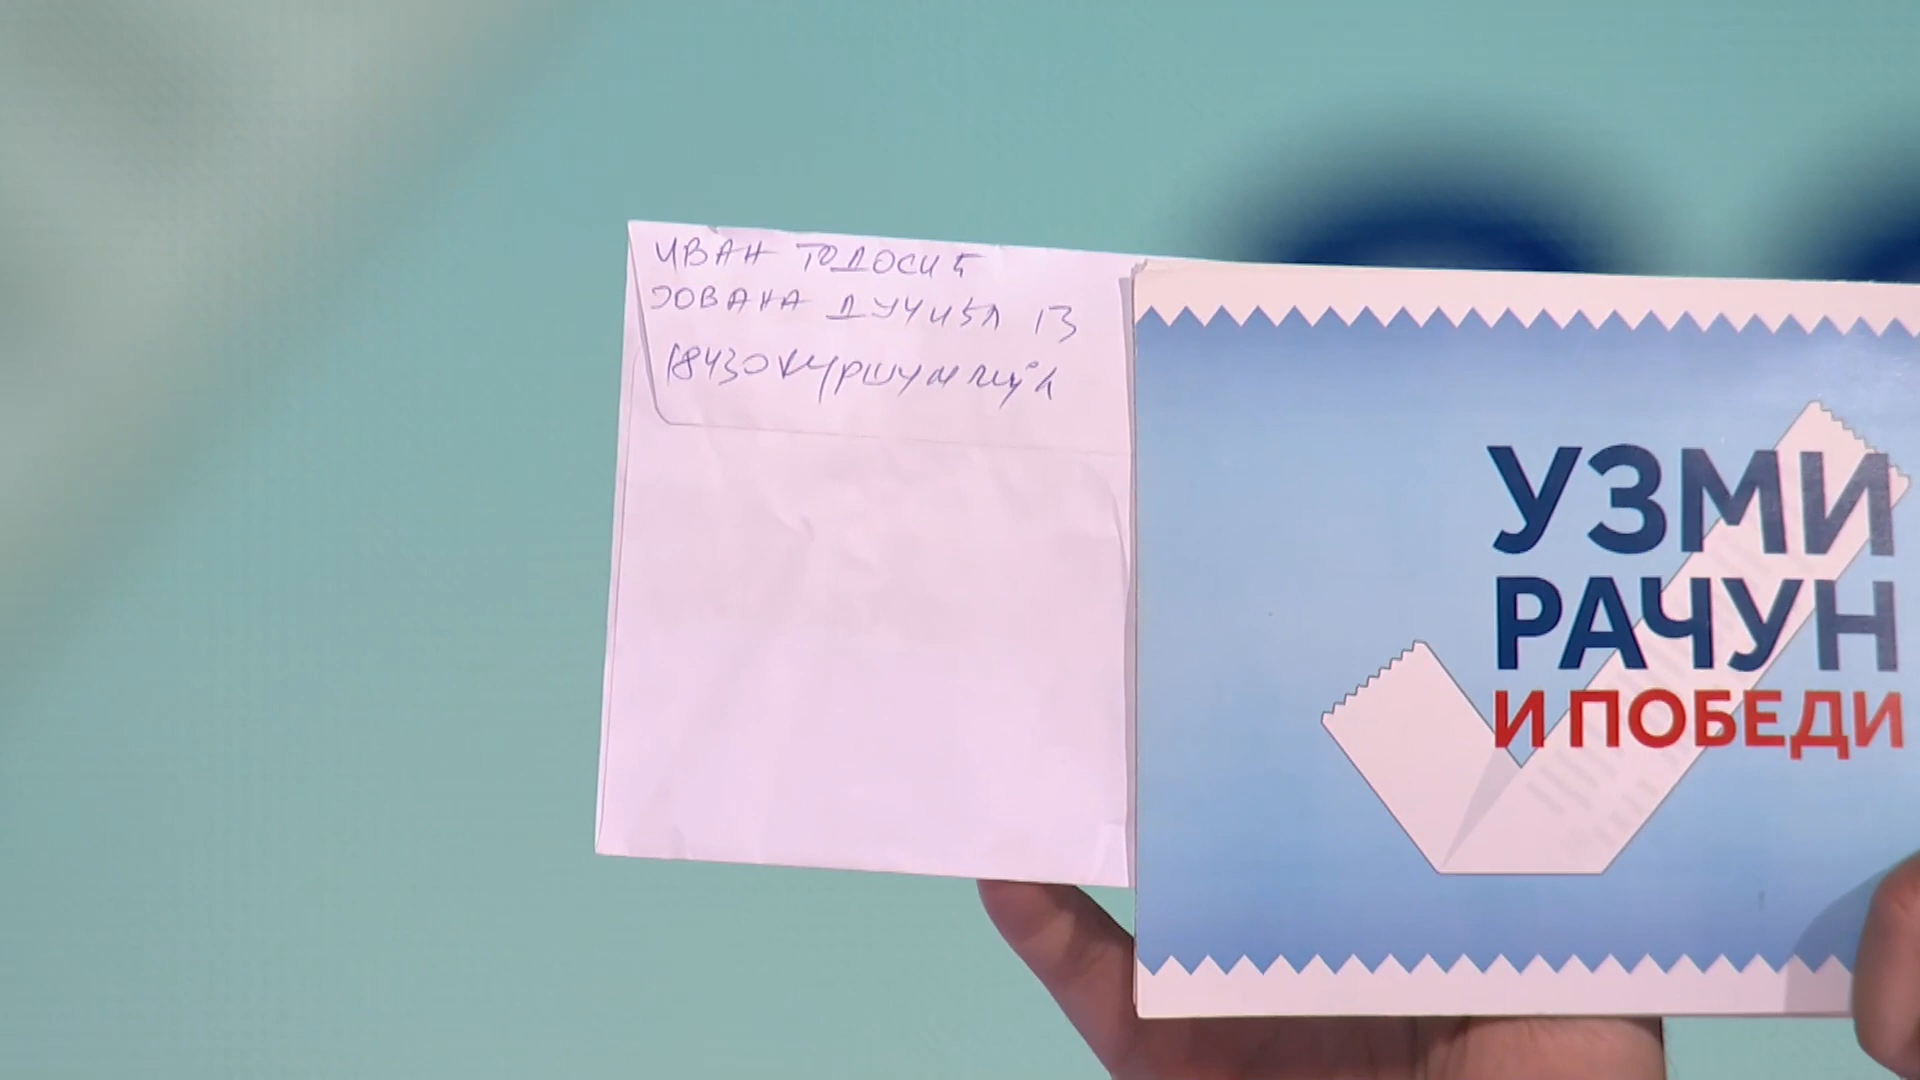 ИВАН ТОДОСИЋ
ЈОВАНА ДУЧИЋА 13
18430 Куршумлија
УЗМИ
РАЧУН
И ПОБЕДИ